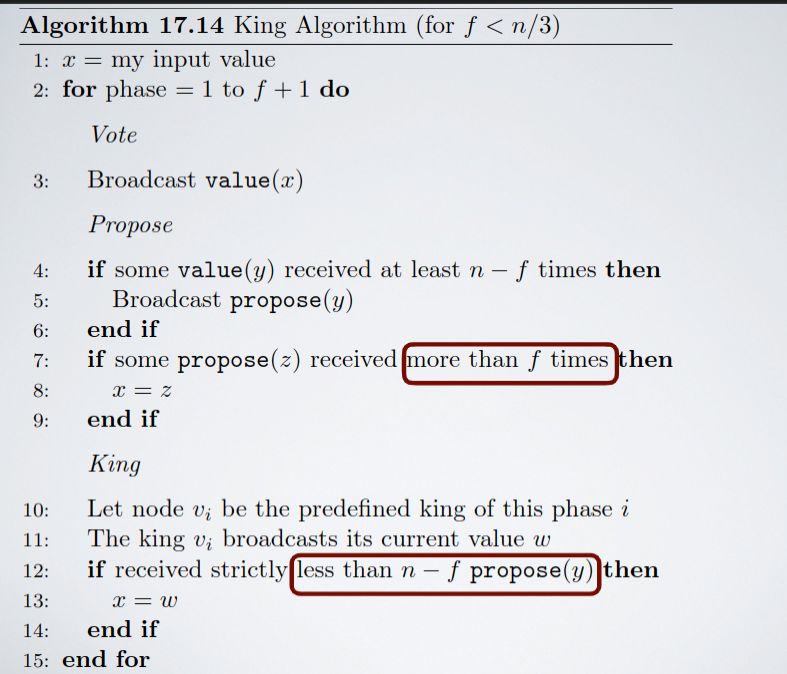 Algorithm 17.14 King Algorithm (for f < n/3)
1: x = my input value
2: for phase = 1 to f + 1 do
Vote
3: Broadcast value(x)
Propose
4: if some value(y) received at least n − f times then
5: Broadcast propose(y)
6: end if
7: if some propose(z) received more than f times then
8: x = z
9: end if
King
10: Let node vᵢ be the predefined king of this phase i
11: The king vᵢ broadcasts its current value w
12: if received strictly less than n − f propose(y) then
13: x = w
14: end if
15: end for